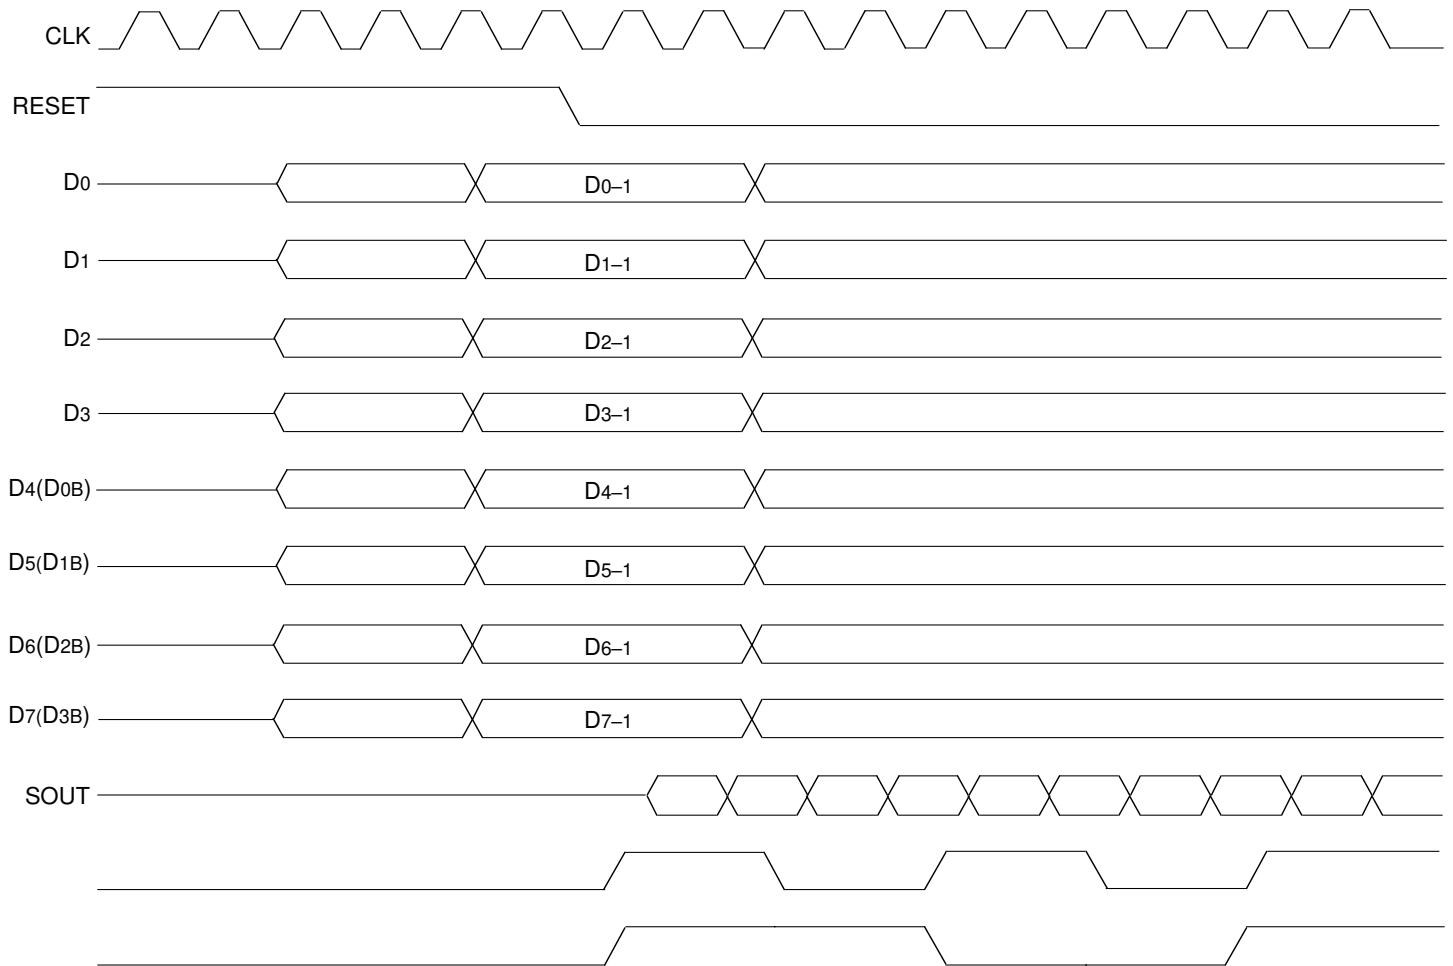 CLK
RESET
D0
D0–1
D1
D1–1
D2
D2–1
D3
D3–1
D4(D0B)
D4–1
D5(D1B)
D5–1
D6(D2B)
D6–1
D7(D3B)
D7–1
SOUT